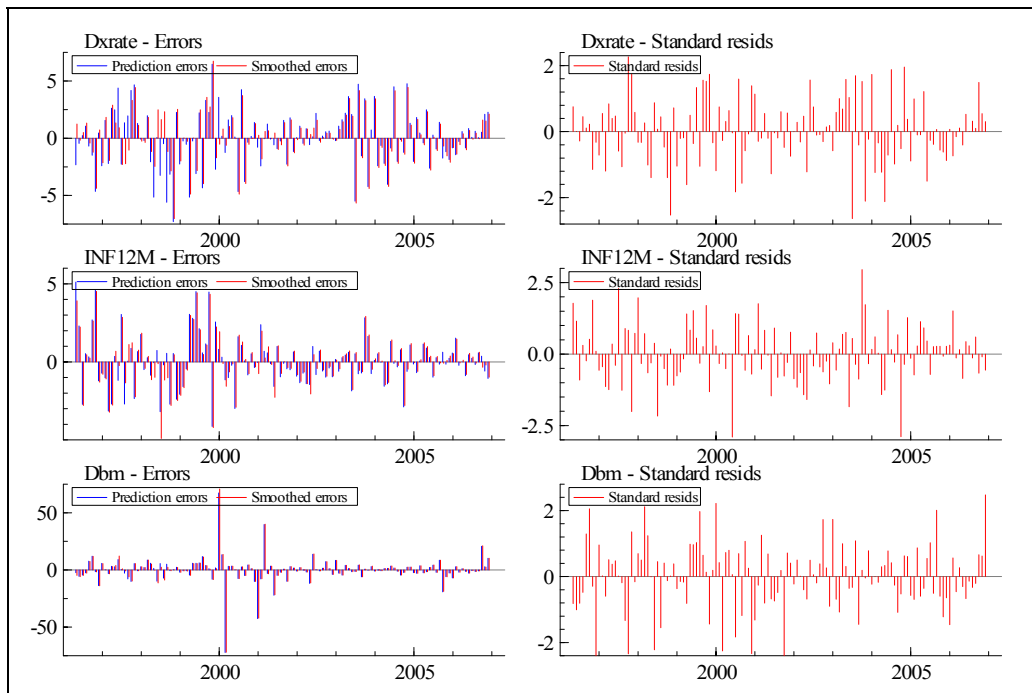 Dxrate - Errors
Prediction errors Smoothed errors
5
0
-5
2000 2005
Dxrate - Standard resids
Standard resids
2
0
-2
2000 2005
INF12M - Errors
Prediction errors Smoothed errors
5
0
2000 2005
INF12M - Standard resids
Standard resids
2.5
0.0
-2.5
2000 2005
Dbm - Errors
Prediction errors Smoothed errors
50
0
-50
2000 2005
Dbm - Standard resids
Standard resids
2
0
-2
2000 2005